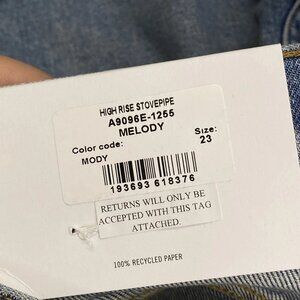 HIGH RISE STOVEPIPE
A9096E-1255
MELODY
Color code: Size:
MODY 23
193693 618376
RETURNS WILL ONLY BE
ACCEPTED WITH THIS TAG
ATTACHED.
100% RECYCLED PAPER